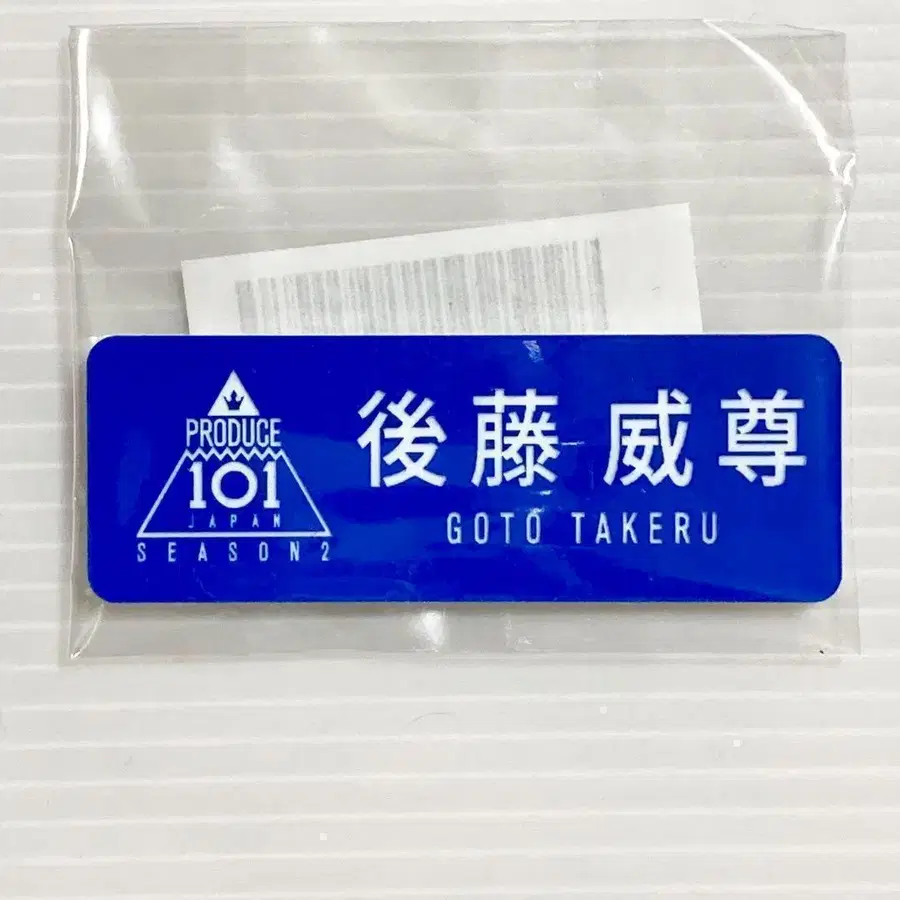 PRODUCE
101
JAPAN
SEASON2
後藤 威尊
GOTO TAKERU